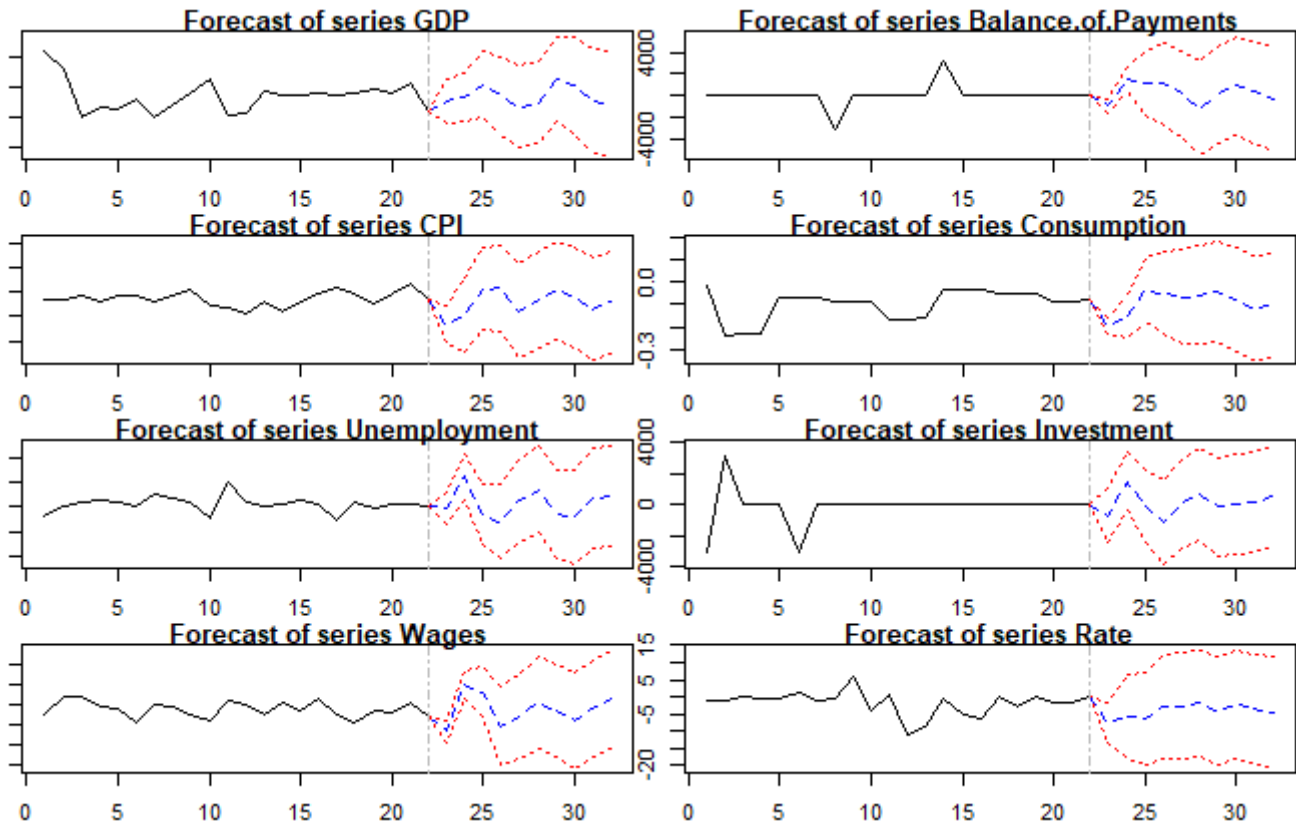 Forecast of series GDP
Forecast of series Balance.of.Payments
4000
-4000
0 5 10 15 20 25 30
0 5 10 15 20 25 30
Forecast of series CPI
Forecast of series Consumption
0.0
-0.3
0 5 10 15 20 25 30
0 5 10 15 20 25 30
Forecast of series Unemployment
Forecast of series Investment
4000
0
-4000
0 5 10 15 20 25 30
0 5 10 15 20 25 30
Forecast of series Wages
Forecast of series Rate
15
5
-5
-20
0 5 10 15 20 25 30
0 5 10 15 20 25 30